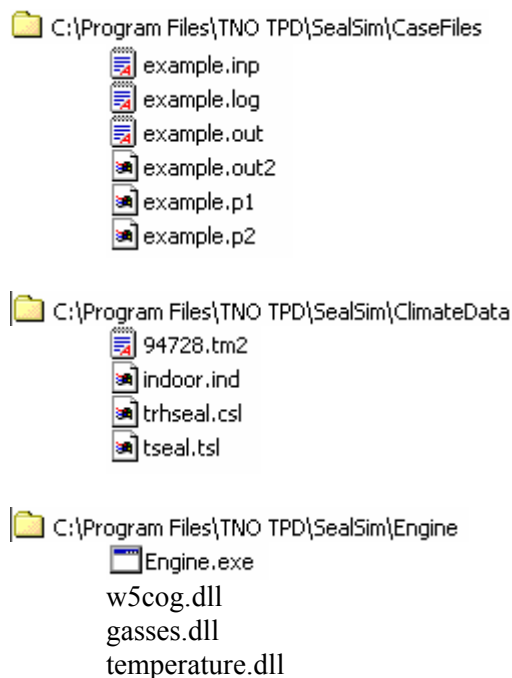 C:\Program Files\TNO TPD\SealSim\CaseFiles
example.inp
example.log
example.out
example.out2
example.p1
example.p2
C:\Program Files\TNO TPD\SealSim\ClimateData
94728.tm2
indoor.ind
trhseal.csl
tseal.tsl
C:\Program Files\TNO TPD\SealSim\Engine
Engine.exe
w5cog.dll
gasses.dll
temperature.dll